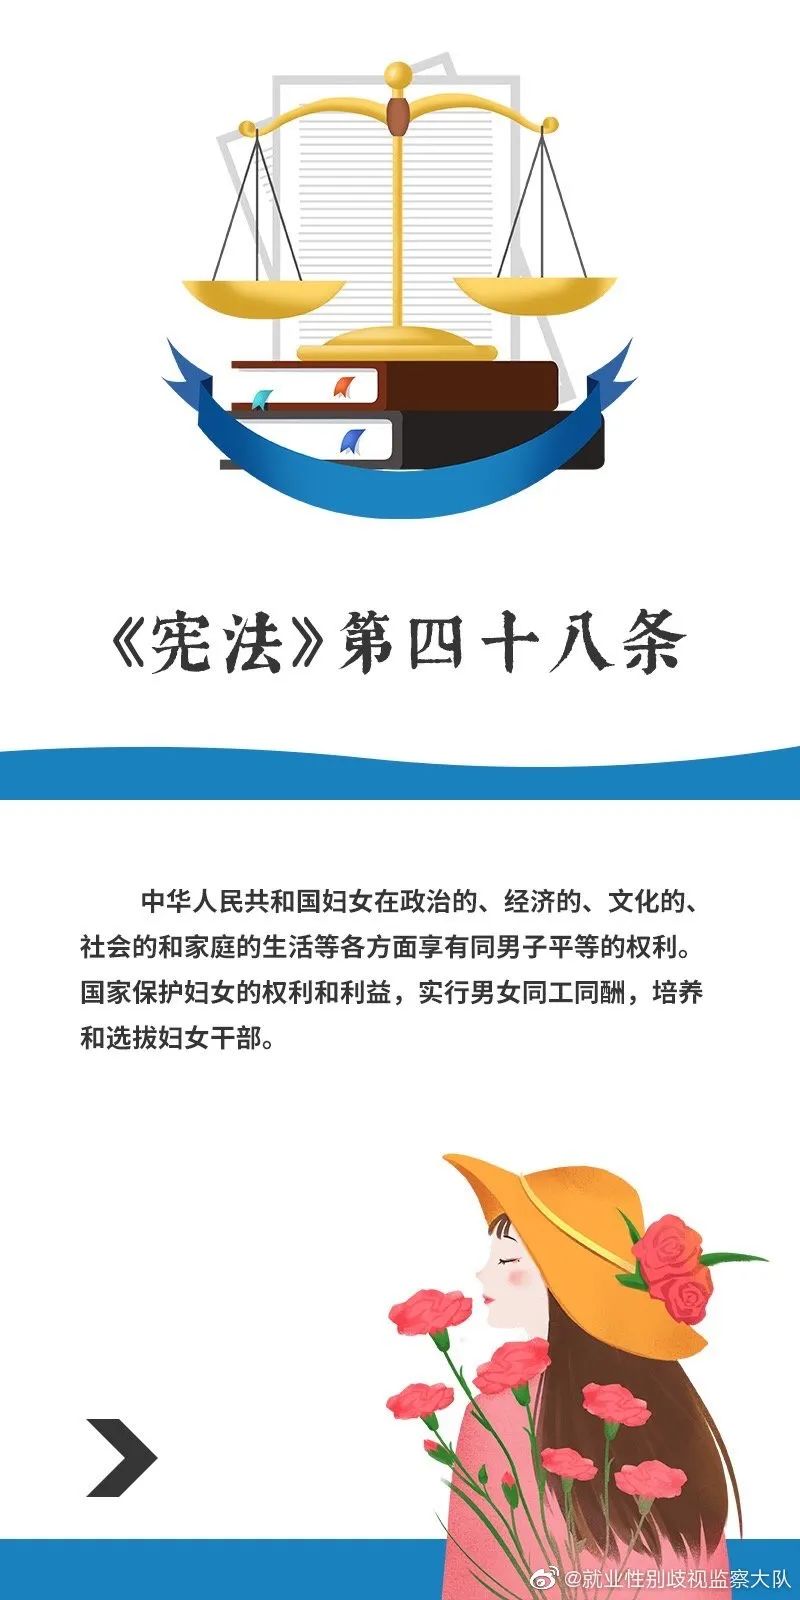 《宪法》第四十八条
中华人民共和国妇女在政治的、经济的、文化的、
社会的和家庭的生活等各方面享有同男子平等的权利。
国家保护妇女的权利和利益，实行男女同工同酬，培养
和选拔妇女干部。
@就业性别歧视监察大队